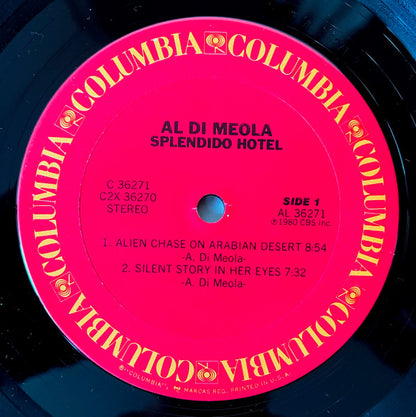 COLUMBIA COLUMBIA COLUMBIA COLUMBIA COLUMBIA COLUMBIA
AL DI MEOLA
SPLENDIDO HOTEL
C 36271
C2X 36270
STEREO
SIDE 1
AL 36271
℗1980 CBS Inc.
1. ALIEN CHASE ON ARABIAN DESERT 8:54
-A. Di Meola-
2. SILENT STORY IN HER EYES 7:32
-A. Di Meola-
®"COLUMBIA", MARCAS REG. PRINTED IN U.S.A.